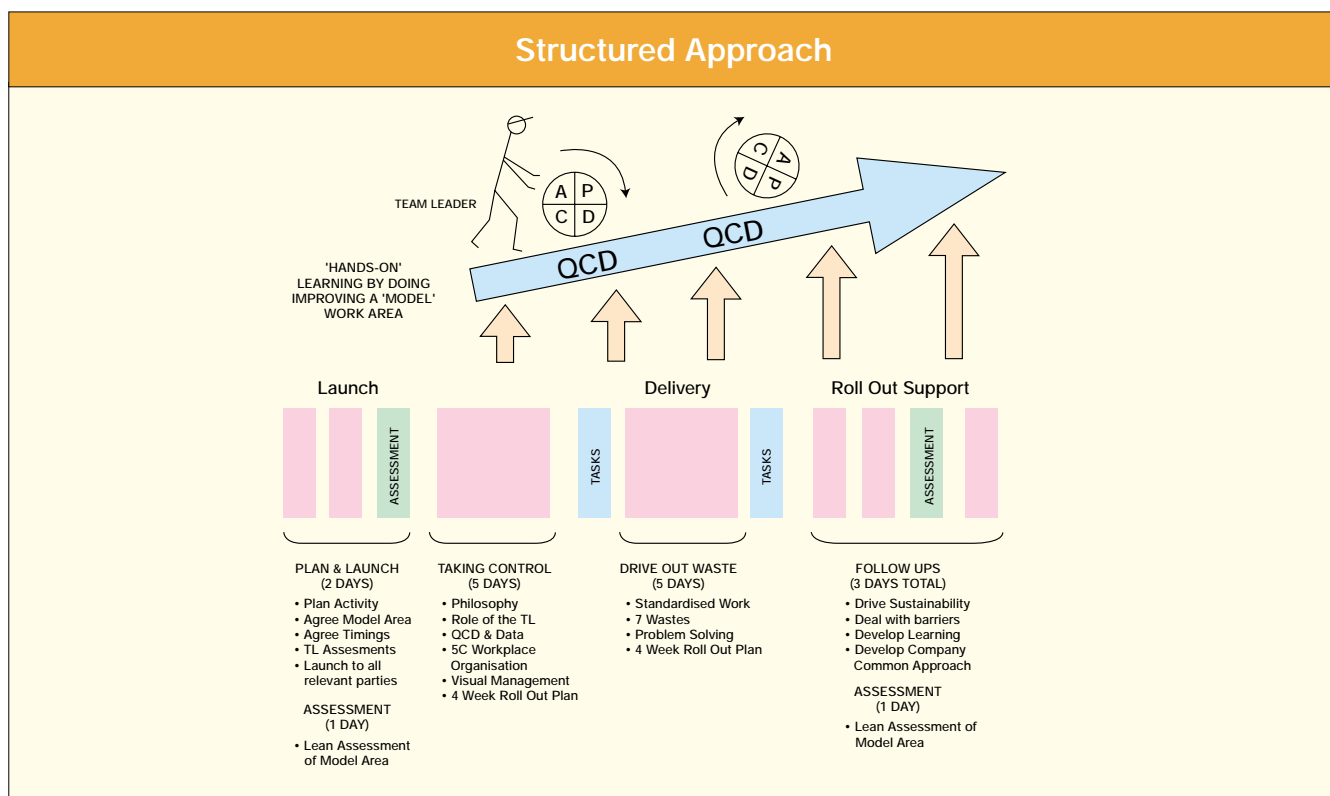 Structured Approach
TEAM LEADER
A P
C D
A
C
P
D
'HANDS-ON'
LEARNING BY DOING
IMPROVING A 'MODEL'
WORK AREA
QCD
QCD
Launch
Delivery
Roll Out Support
ASSESSMENT
TASKS
TASKS
ASSESSMENT
PLAN & LAUNCH
(2 DAYS)
• Plan Activity
• Agree Model Area
• Agree Timings
• TL Assesments
• Launch to all
relevant parties
ASSESSMENT
(1 DAY)
• Lean Assessment
of Model Area
TAKING CONTROL
(5 DAYS)
• Philosophy
• Role of the TL
• QCD & Data
• 5C Workplace
Organisation
• Visual Management
• 4 Week Roll Out Plan
DRIVE OUT WASTE
(5 DAYS)
• Standardised Work
• 7 Wastes
• Problem Solving
• 4 Week Roll Out Plan
FOLLOW UPS
(3 DAYS TOTAL)
• Drive Sustainability
• Deal with barriers
• Develop Learning
• Develop Company
Common Approach
ASSESSMENT
(1 DAY)
• Lean Assessment of
Model Area